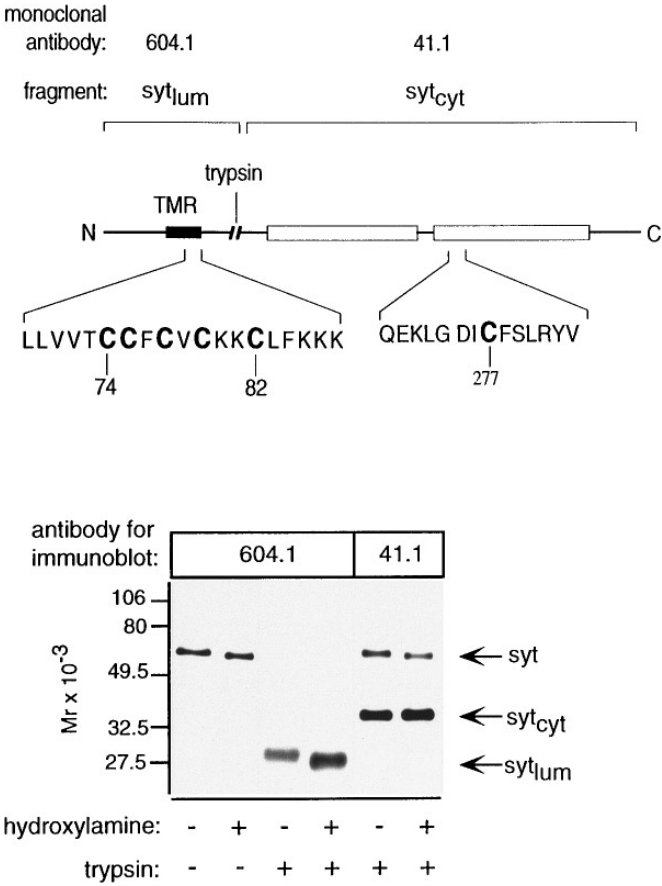 monoclonal
antibody: 604.1 41.1
fragment: sytlum sytcyt
trypsin
TMR
N C
LLVVTCCFCVCKKCLFKKK QEKLG DICFSLRYV
74 82 277
antibody for
immunoblot: 604.1 41.1
106
80
49.5
32.5
27.5
Mr x 10-3
syt
sytcyt
sytlum
hydroxylamine: - + - + - +
trypsin: - - + + + +